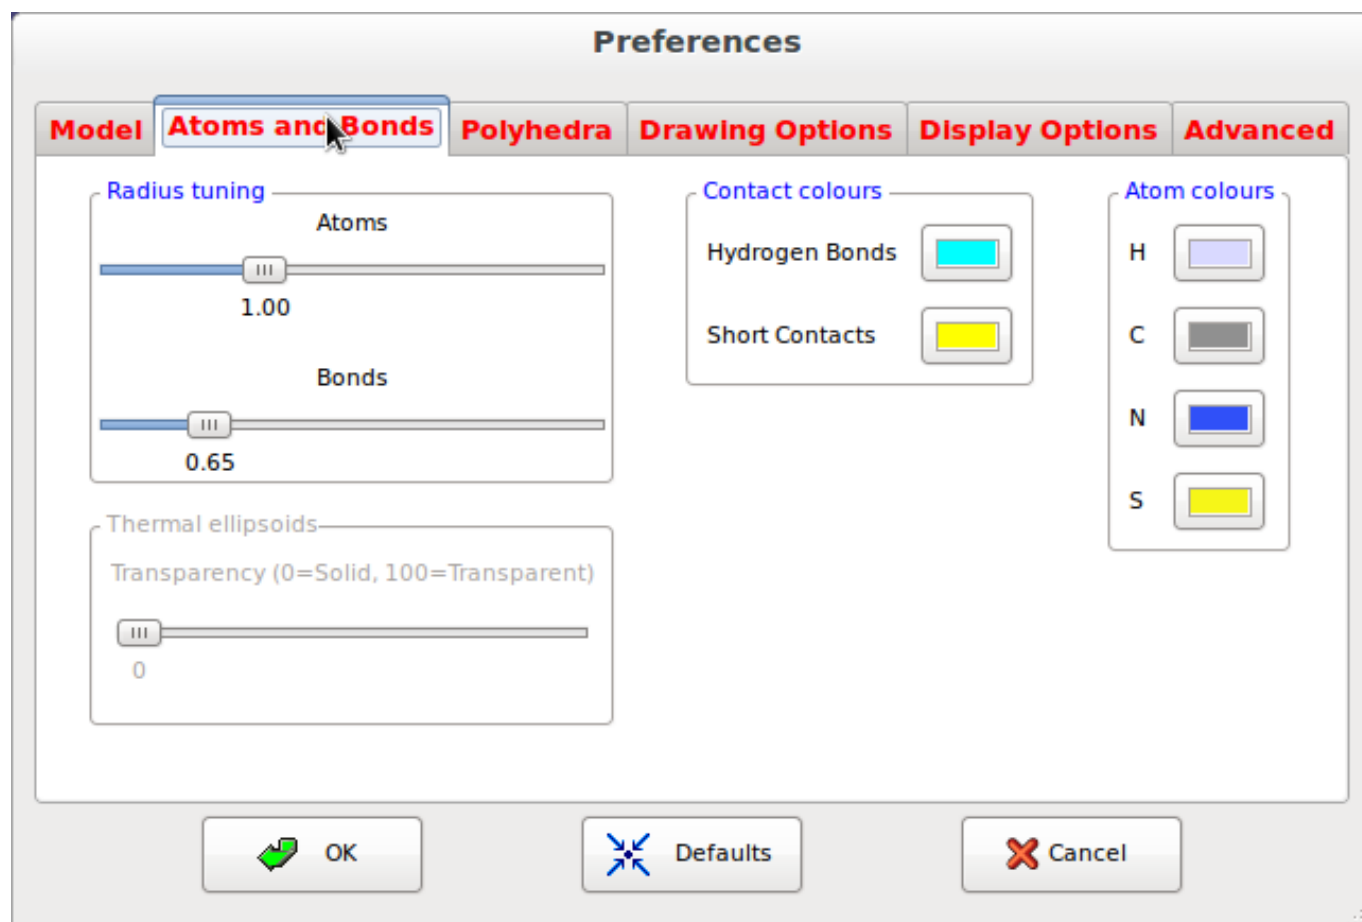 Preferences
Model Atoms and Bonds Polyhedra Drawing Options Display Options Advanced
Radius tuning
Atoms
1.00
Bonds
0.65
Thermal ellipsoids
Transparency (0=Solid, 100=Transparent)
0
Contact colours
Hydrogen Bonds
Short Contacts
Atom colours
H
C
N
S
OK Defaults Cancel